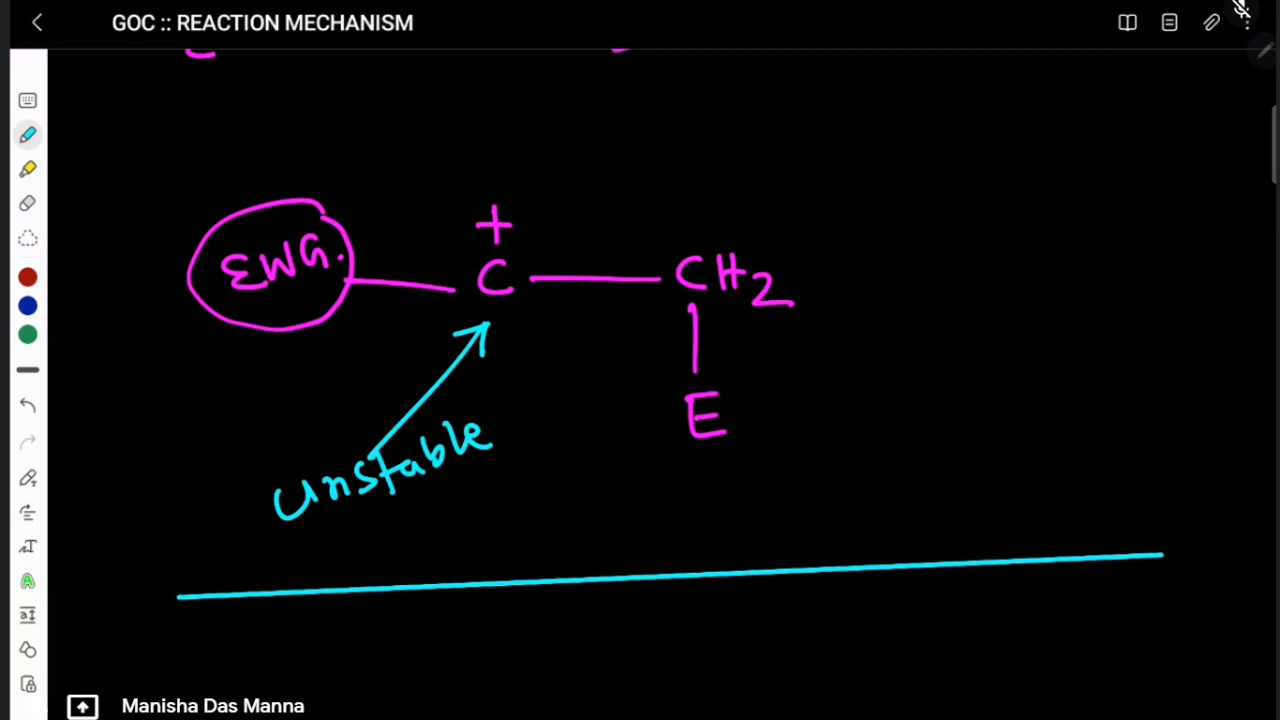 GOC :: REACTION MECHANISM
+
EWG. — C — CH2
E
unstable
Manisha Das Manna